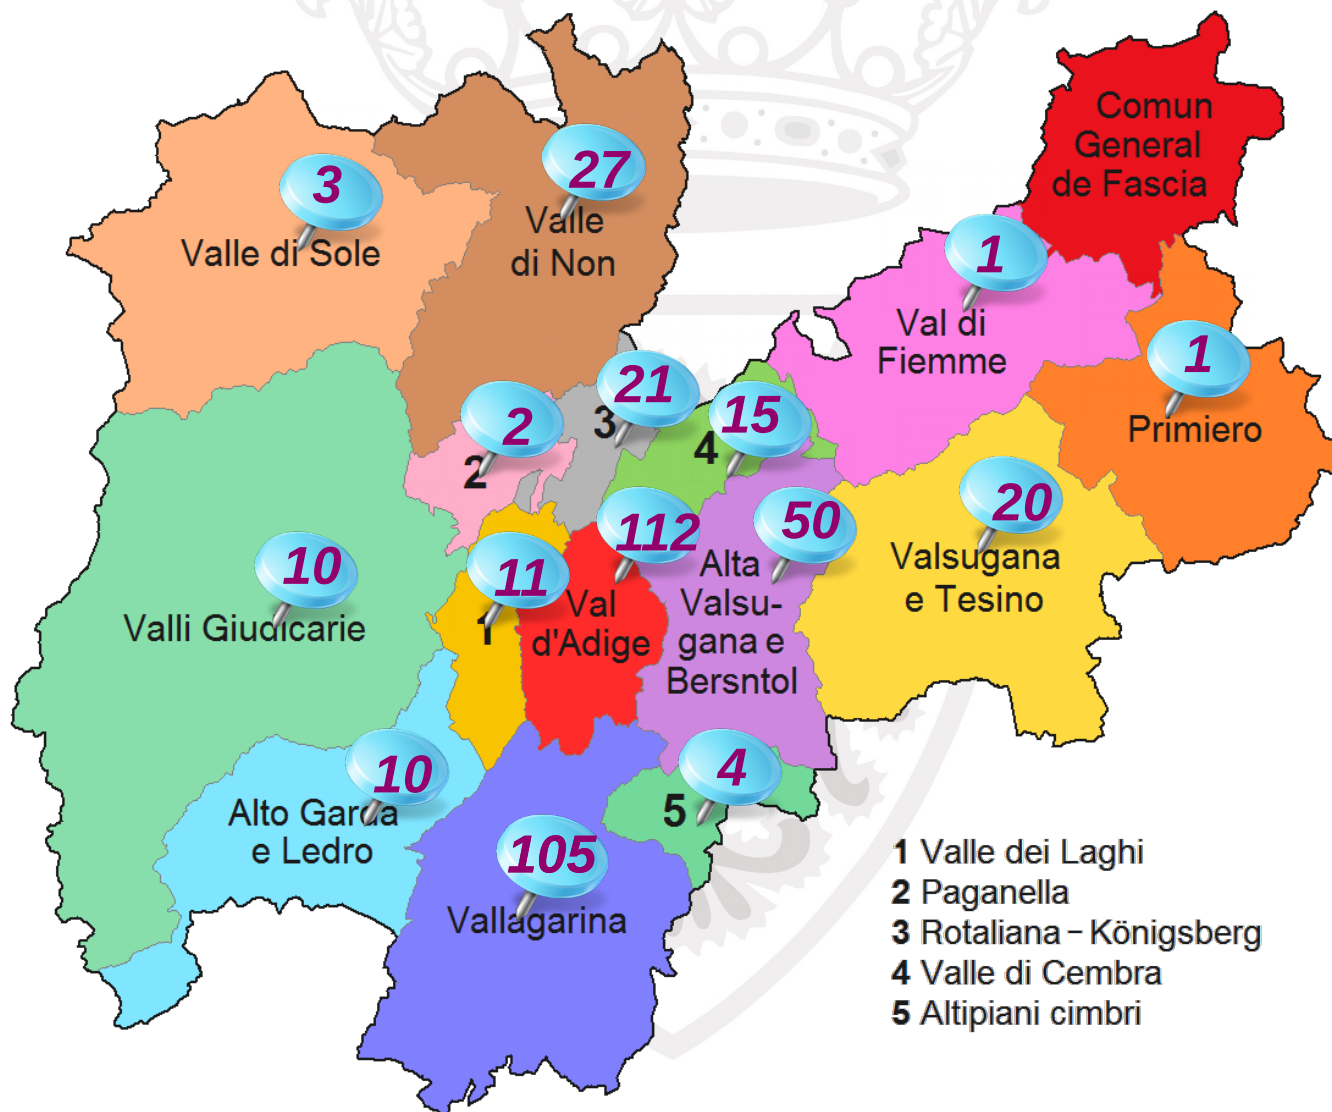 Comun
General
de Fascia
27
3
Valle
di Non
Valle di Sole
1
Val di
Fiemme
1
Primiero
21
3
2
2
15
4
112
50
20
Valsugana
e Tesino
Alta
Valsu-
gana e
Bersntol
10
Valli Giudicarie
11
1
Val
d'Adige
10
Alto Garda
e Ledro
4
5
105
Vallagarina
1 Valle dei Laghi
2 Paganella
3 Rotaliana – Königsberg
4 Valle di Cembra
5 Altipiani cimbri